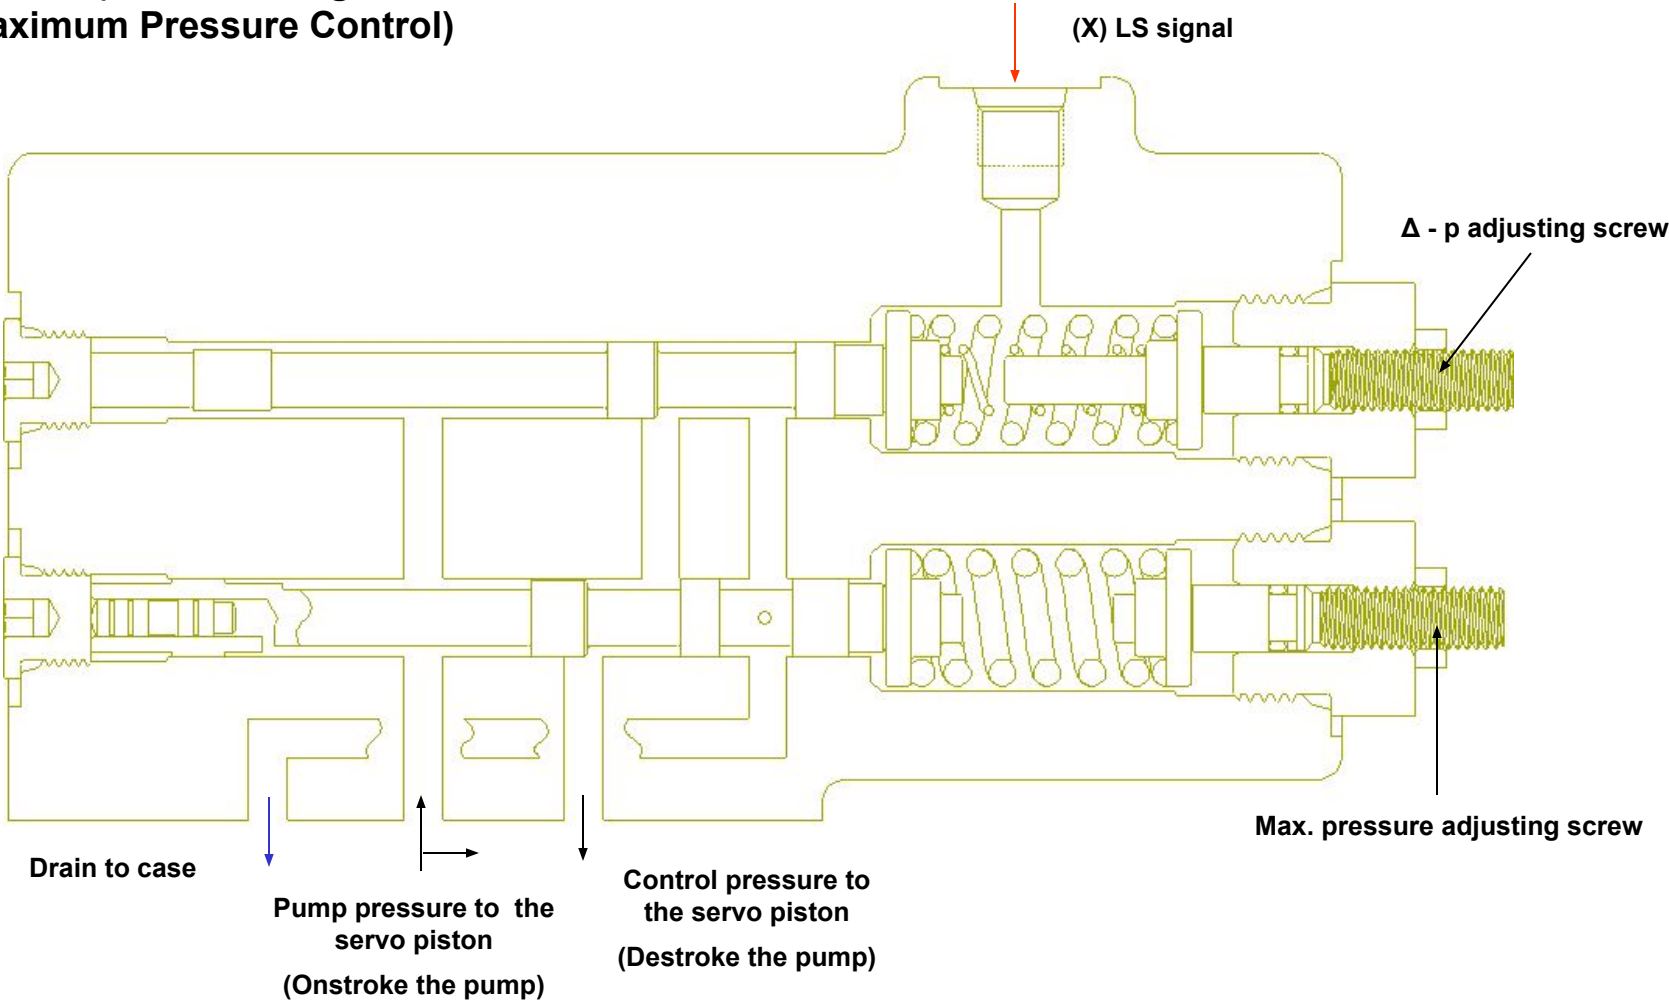 Maximum Pressure Control)
(X) LS signal
Δ - p adjusting screw
Max. pressure adjusting screw
Drain to case
Pump pressure to the
servo piston
(Onstroke the pump)
Control pressure to
the servo piston
(Destroke the pump)